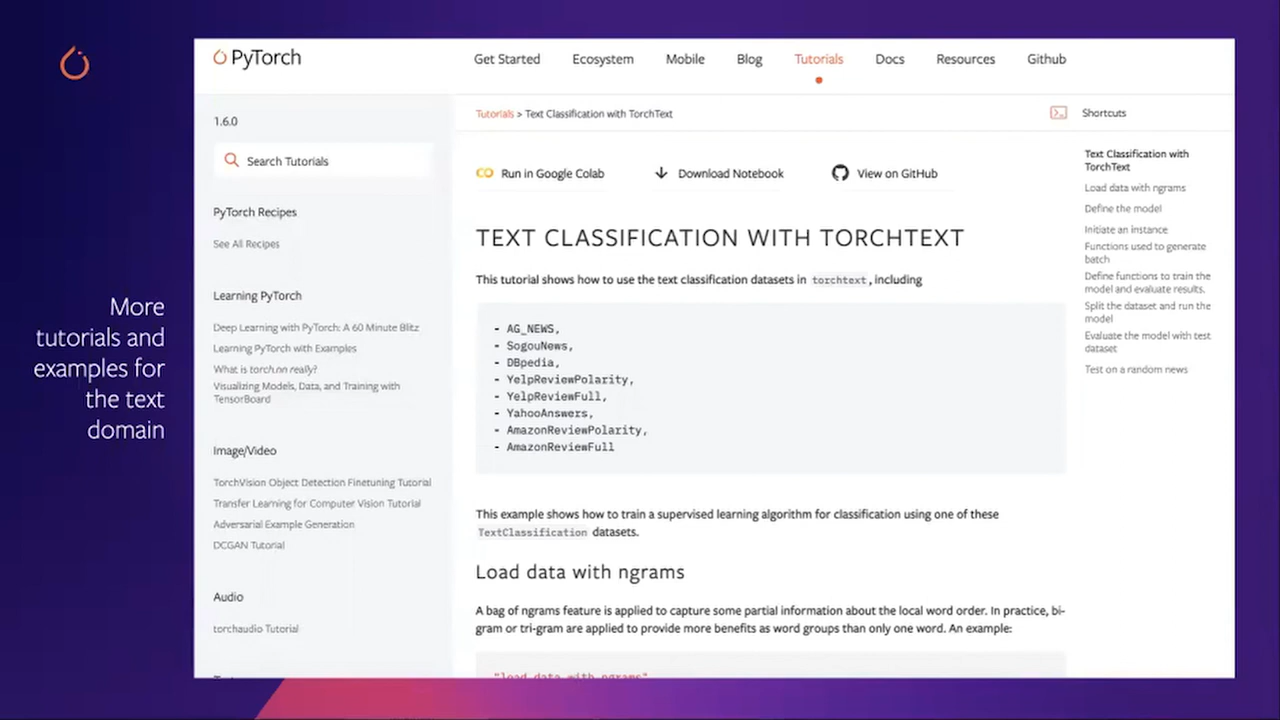 More
tutorials and
examples for
the text
domain
PyTorch
Get Started
Ecosystem
Mobile
Blog
Tutorials
Docs
Resources
Github
1.6.0
Search Tutorials
PyTorch Recipes
See All Recipes
Learning PyTorch
Deep Learning with PyTorch: A 60 Minute Blitz
Learning PyTorch with Examples
What is torch.nn really?
Visualizing Models, Data, and Training with
TensorBoard
Image/Video
TorchVision Object Detection Finetuning Tutorial
Transfer Learning for Computer Vision Tutorial
Adversarial Example Generation
DCGAN Tutorial
Audio
torchaudio Tutorial
Tutorials > Text Classification with TorchText
Run in Google Colab
Download Notebook
View on GitHub
TEXT CLASSIFICATION WITH TORCHTEXT
This tutorial shows how to use the text classification datasets in torchtext, including
- AG_NEWS,
- SogouNews,
- DBpedia,
- YelpReviewPolarity,
- YelpReviewFull,
- YahooAnswers,
- AmazonReviewPolarity,
- AmazonReviewFull
This example shows how to train a supervised learning algorithm for classification using one of these
TextClassification datasets.
Load data with ngrams
A bag of ngrams feature is applied to capture some partial information about the local word order. In practice, bi-
gram or tri-gram are applied to provide more benefits as word groups than only one word. An example:
"load data with ngrams"
Shortcuts
Text Classification with
TorchText
Load data with ngrams
Define the model
Initiate an instance
Functions used to generate
batch
Define functions to train the
model and evaluate results.
Split the dataset and run the
model
Evaluate the model with test
dataset
Test on a random news